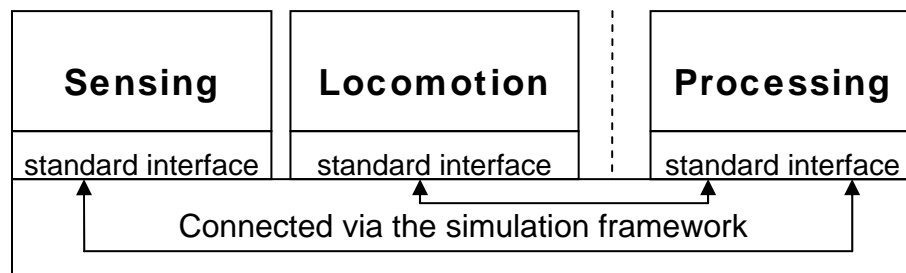 Sensing Locomotion Processing
standard interface standard interface standard interface
Connected via the simulation framework